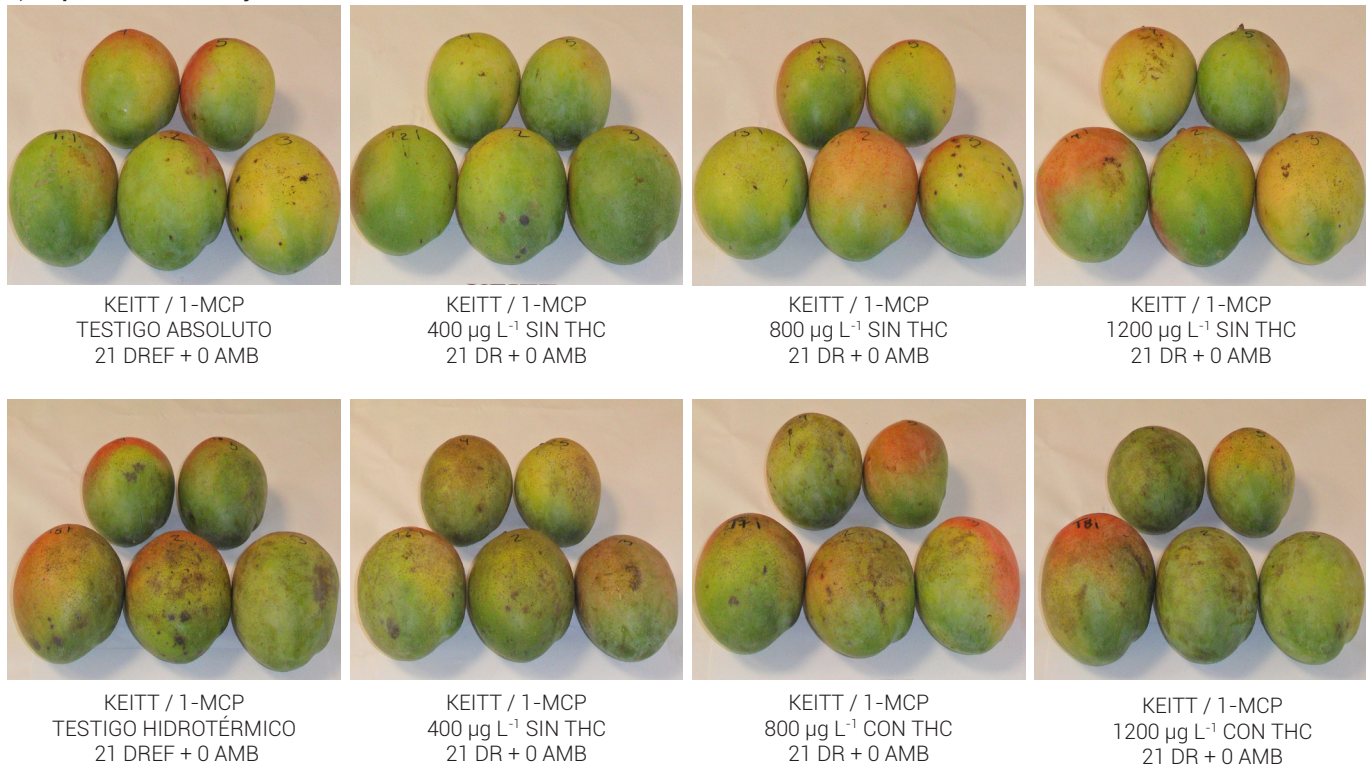 KEITT / 1-MCP
TESTIGO ABSOLUTO
21 DREF + 0 AMB
KEITT / 1-MCP
400 µg L⁻¹ SIN THC
21 DR + 0 AMB
KEITT / 1-MCP
800 µg L⁻¹ SIN THC
21 DR + 0 AMB
KEITT / 1-MCP
1200 µg L⁻¹ SIN THC
21 DR + 0 AMB
KEITT / 1-MCP
TESTIGO HIDROTÉRMICO
21 DREF + 0 AMB
KEITT / 1-MCP
400 µg L⁻¹ SIN THC
21 DR + 0 AMB
KEITT / 1-MCP
800 µg L⁻¹ CON THC
21 DR + 0 AMB
KEITT / 1-MCP
1200 µg L⁻¹ CON THC
21 DR + 0 AMB